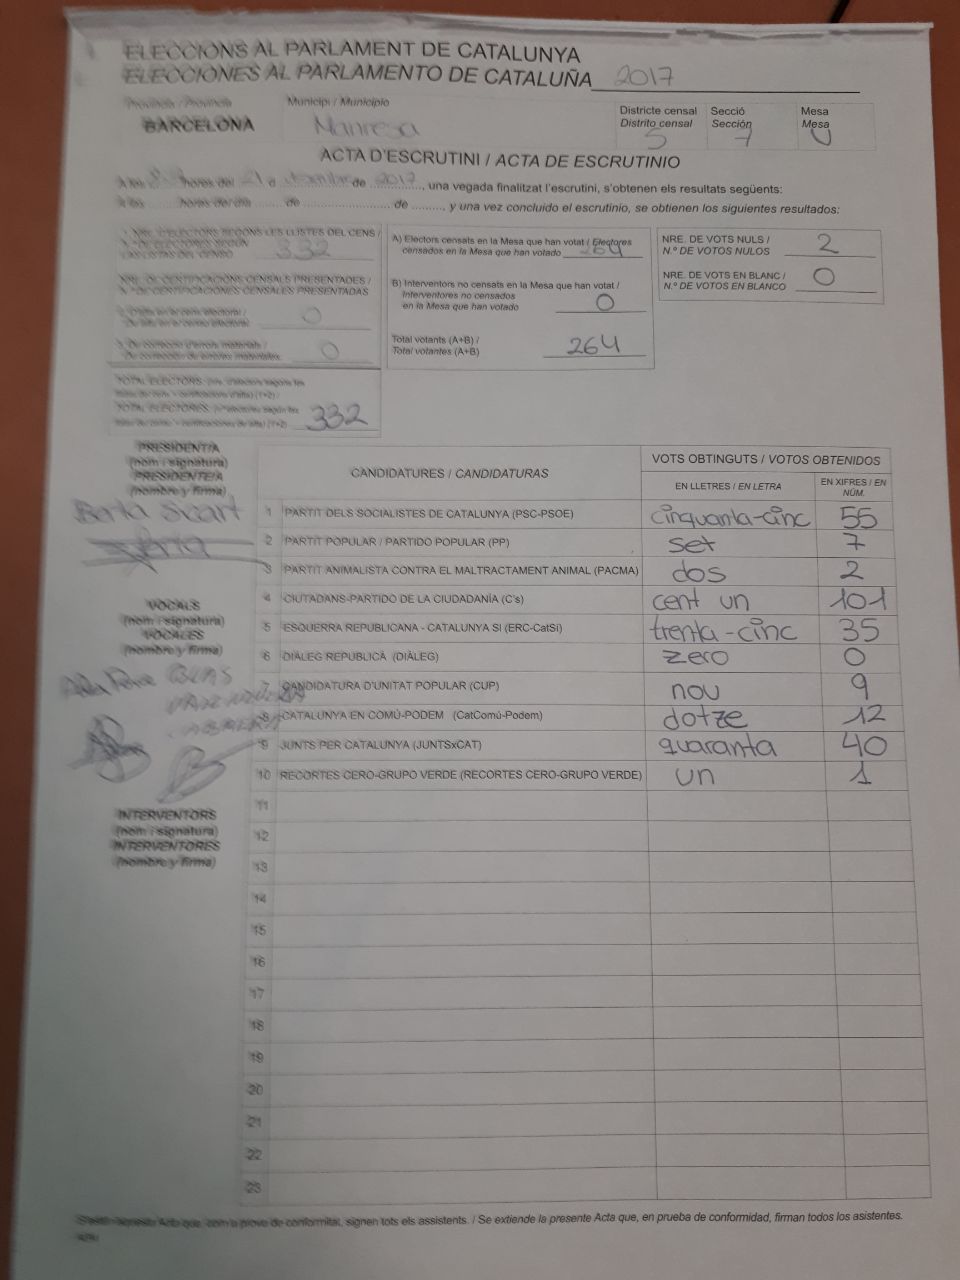 ELECCIONS AL PARLAMENT DE CATALUNYA
ELECCIONES AL PARLAMENTO DE CATALUÑA 2017
Província / Provincia
BARCELONA
Municipi / Municipio
Manresa
Districte censal
Distrito censal
5
Secció
Sección
7
Mesa
Mesa
U
ACTA D'ESCRUTINI / ACTA DE ESCRUTINIO
A les hores del 21 d desembre de 2017, una vegada finalitzat l'escrutini, s'obtenen els resultats següents:
A las horas del día de de , y una vez concluido el escrutinio, se obtienen los siguientes resultados:
1. NRE. D'ELECTORS SEGONS LES LLISTES DEL CENS /
N.º DE ELECTORES SEGÚN
LAS LISTAS DEL CENSO 332
NRE. DE CERTIFICACIONS CENSALS PRESENTADES /
N.º DE CERTIFICACIONES CENSALES PRESENTADAS
2. D'alta en el cens electoral /
De alta en el censo electoral 0
3. De correcció d'errors materials /
De corrección de errores materiales 0
TOTAL ELECTORS: (nre. d'electors segons les
llistes del cens + certificacions d'alta) (1+2) /
TOTAL ELECTORES: (n.º electores según las
listas del censo + certificaciones de alta) (1+2) 332
A) Electors censats en la Mesa que han votat / Electores
censados en la Mesa que han votado 264
B) Interventors no censats en la Mesa que han votat /
Interventores no censados
en la Mesa que han votado 0
Total votants (A+B) /
Total votantes (A+B) 264
NRE. DE VOTS NULS /
N.º DE VOTOS NULOS 2
NRE. DE VOTS EN BLANC /
N.º DE VOTOS EN BLANCO 0
PRESIDENT/A
(nom i signatura)
PRESIDENTE/A
(nombre y firma)
Berta
VOCALS
(nom i signatura)
VOCALES
(nombre y firma)
INTERVENTORS
(nom i signatura)
INTERVENTORES
(nombre y firma)
CANDIDATURES / CANDIDATURAS
VOTS OBTINGUTS / VOTOS OBTENIDOS
EN LLETRES / EN LETRA
EN XIFRES / EN NÚM.
1 PARTIT DELS SOCIALISTES DE CATALUNYA (PSC-PSOE) cinquanta-cinc 55
2 PARTIT POPULAR / PARTIDO POPULAR (PP) set 7
3 PARTIT ANIMALISTA CONTRA EL MALTRACTAMENT ANIMAL (PACMA) dos 2
4 CIUTADANS-PARTIDO DE LA CIUDADANÍA (C's) cent un 101
5 ESQUERRA REPUBLICANA - CATALUNYA SÍ (ERC-CatSí) trenta-cinc 35
6 DIÀLEG REPUBLICÀ (DIÀLEG) zero 0
7 CANDIDATURA D'UNITAT POPULAR (CUP) nou 9
8 CATALUNYA EN COMÚ-PODEM (CatComú-Podem) dotze 12
9 JUNTS PER CATALUNYA (JUNTSxCAT) quaranta 40
10 RECORTES CERO-GRUPO VERDE (RECORTES CERO-GRUPO VERDE) un 1
11
12
13
14
15
16
17
18
19
20
21
22
23
S'estén aquesta Acta que, com a prova de conformitat, signen tots els assistents. / Se extiende la presente Acta que, en prueba de conformidad, firman todos los asistentes.